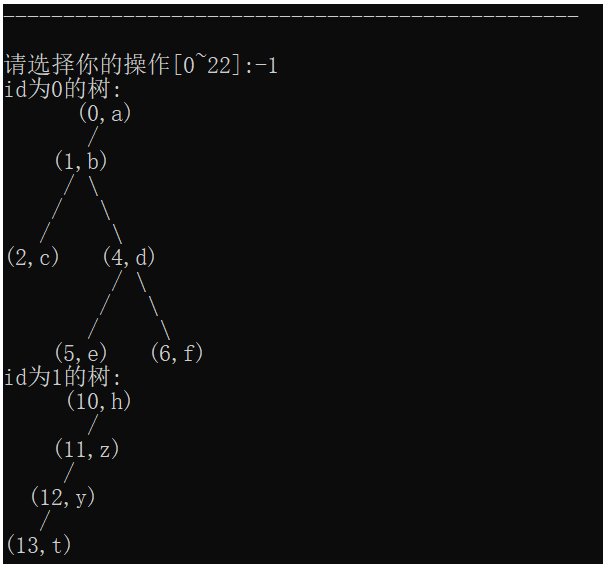 ------------------------------------------------
请选择你的操作[0~22]:-1
id为0的树:
      (0,a)
       /
    (1,b)
     / \
    /   \
   /     \
(2,c)   (4,d)
         / \
        /   \
       /     \
    (5,e)   (6,f)
id为1的树:
     (10,h)
       /
    (11,z)
     /
  (12,y)
   /
(13,t)